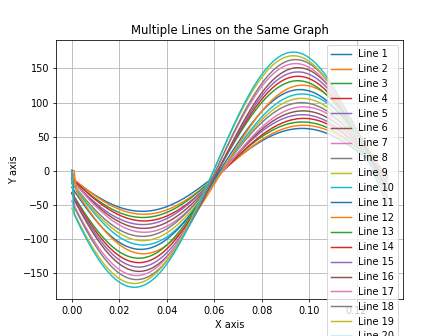 Multiple Lines on the Same Graph
Y axis
150
100
50
0
−50
−100
−150
0.00
0.02
0.04
0.06
0.08
0.10
X axis
Line 1
Line 2
Line 3
Line 4
Line 5
Line 6
Line 7
Line 8
Line 9
Line 10
Line 11
Line 12
Line 13
Line 14
Line 15
Line 16
Line 17
Line 18
Line 19
Line 20